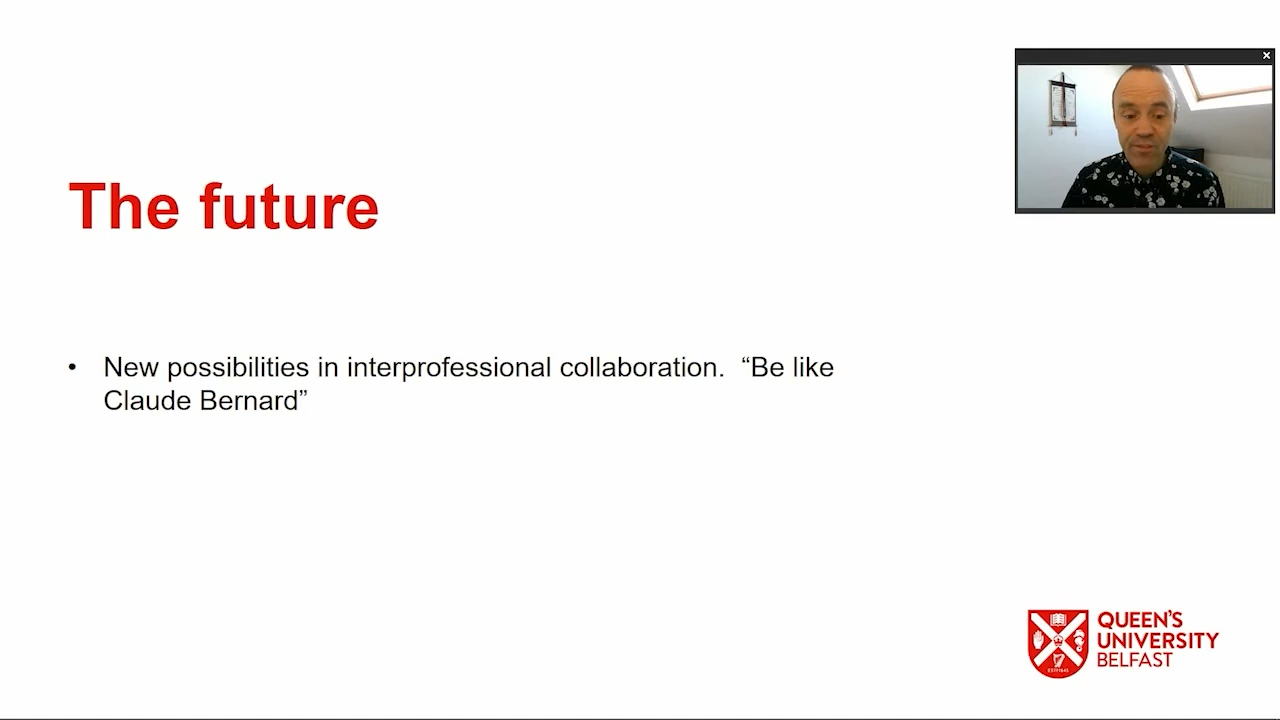 The future
• New possibilities in interprofessional collaboration.  “Be like
Claude Bernard”
QUEEN'S
UNIVERSITY
BELFAST